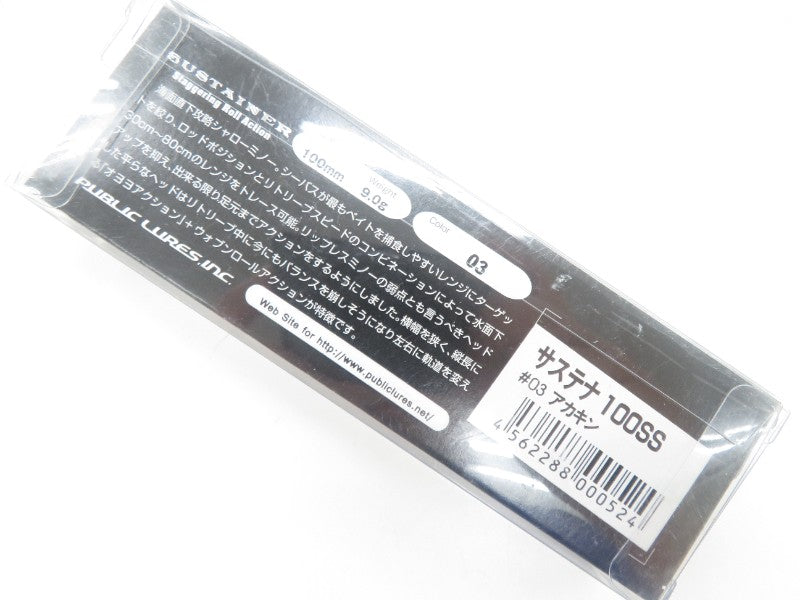 SUSTAINER
Staggering Roll Action
100mm
Weight
9.0g
Color
03
海面直下攻略シャローミノー。シーバスが最もベイトを捕食しやすいレンジにターゲッ
トを絞り、ロッドポジションとリトリーブスピードのコンビネーションによって水面下
30cm〜80cmのレンジをトレース可能。リップレスミノーの弱点とも言うべきヘッド
アップを抑え、出来る限り足元までアクションをするようにしました。横幅を狭く、縦長に
した平らなヘッドはリトリーブ中に今にもバランスを崩しそうになり左右に軌道を変え
る「オヨヨアクション」+ウォブンロールアクションが特徴です。
PUBLIC LURES.INC.
Web Site for http://www.publiclures.net/
サステナ 100SS
#03 アカキン
4 562288 000524